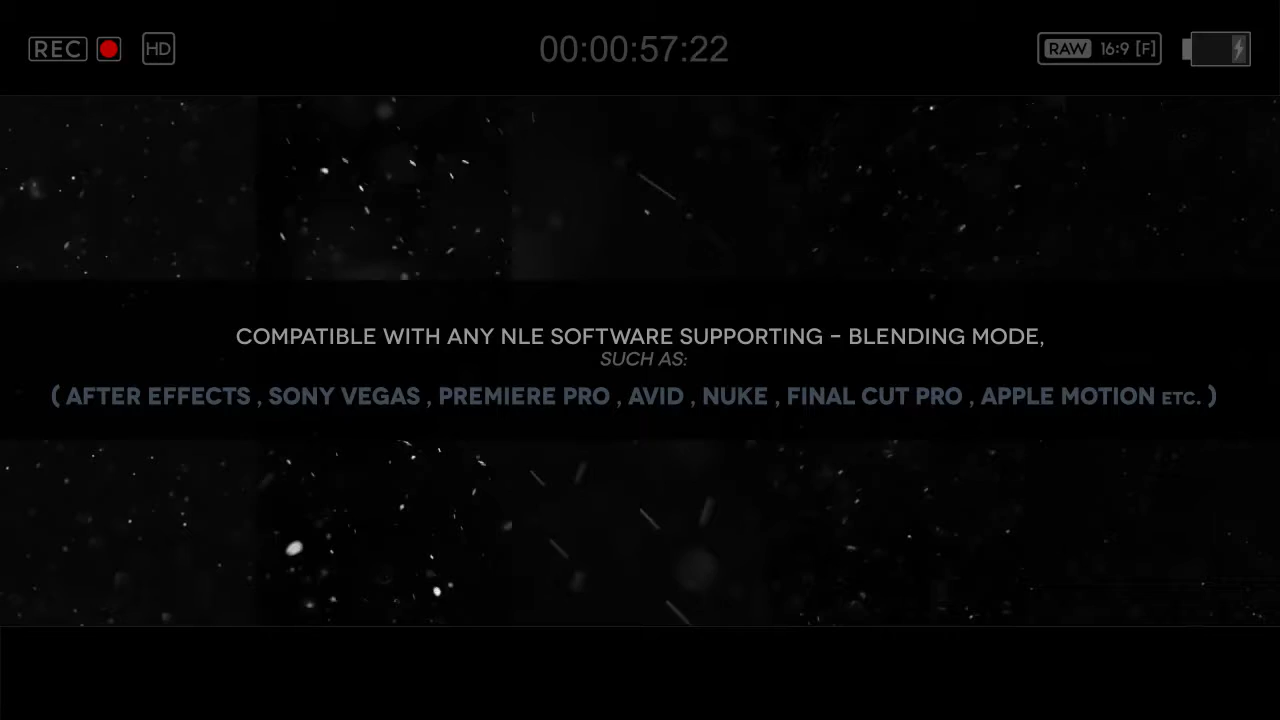 REC HD 00:00:57:22 RAW 16:9 [F]
COMPATIBLE WITH ANY NLE SOFTWARE SUPPORTING - BLENDING MODE,
SUCH AS:
( AFTER EFFECTS , SONY VEGAS , PREMIERE PRO , AVID , NUKE , FINAL CUT PRO , APPLE MOTION ETC. )